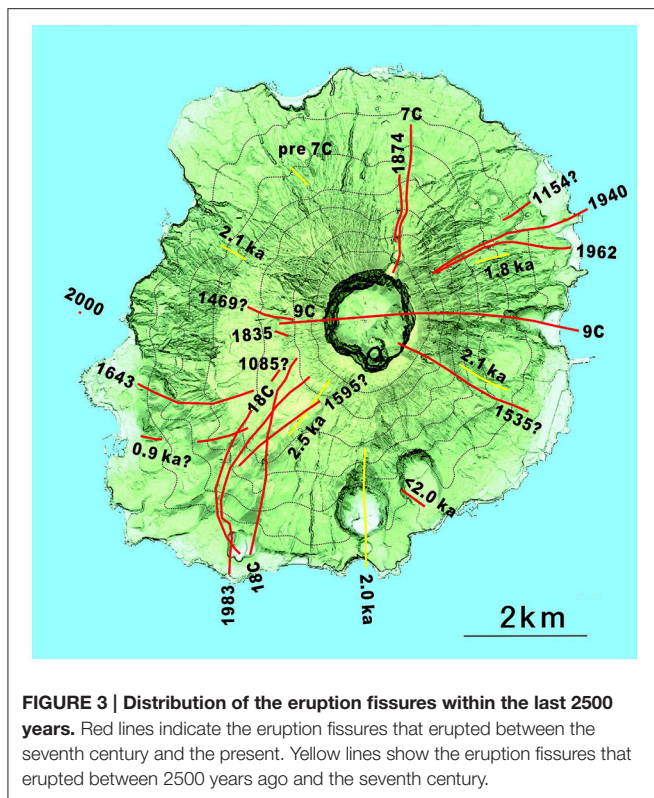 7C
1874
pre 7C
1154?
1940
2.1 ka
1962
1.8 ka
2000
1469?
9C
9C
1835
1085?
2.1 ka
1643
18C
1595?
1535?
2.5 ka
0.9 ka?
<2.0 ka
1983
18C
2.0 ka
2km
FIGURE 3 | Distribution of the eruption fissures within the last 2500
years. Red lines indicate the eruption fissures that erupted between the
seventh century and the present. Yellow lines show the eruption fissures that
erupted between 2500 years ago and the seventh century.